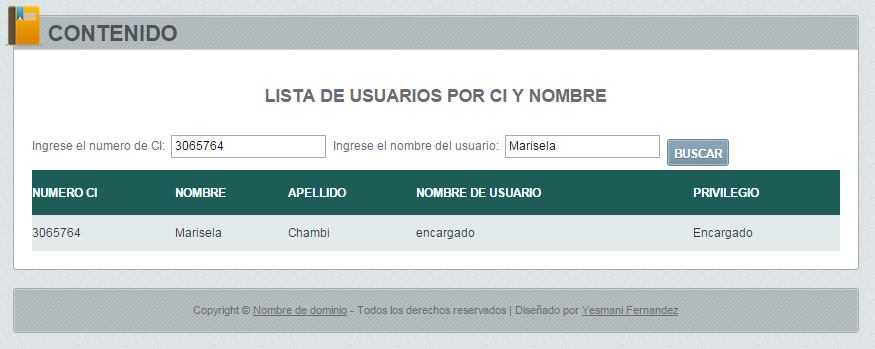 CONTENIDO
LISTA DE USUARIOS POR CI Y NOMBRE
Ingrese el numero de CI: 3065764 Ingrese el nombre del usuario: Marisela BUSCAR
NUMERO CI NOMBRE APELLIDO NOMBRE DE USUARIO PRIVILEGIO
3065764 Marisela Chambi encargado Encargado
Copyright © Nombre de dominio - Todos los derechos reservados | Diseñado por Yesmani Fernandez